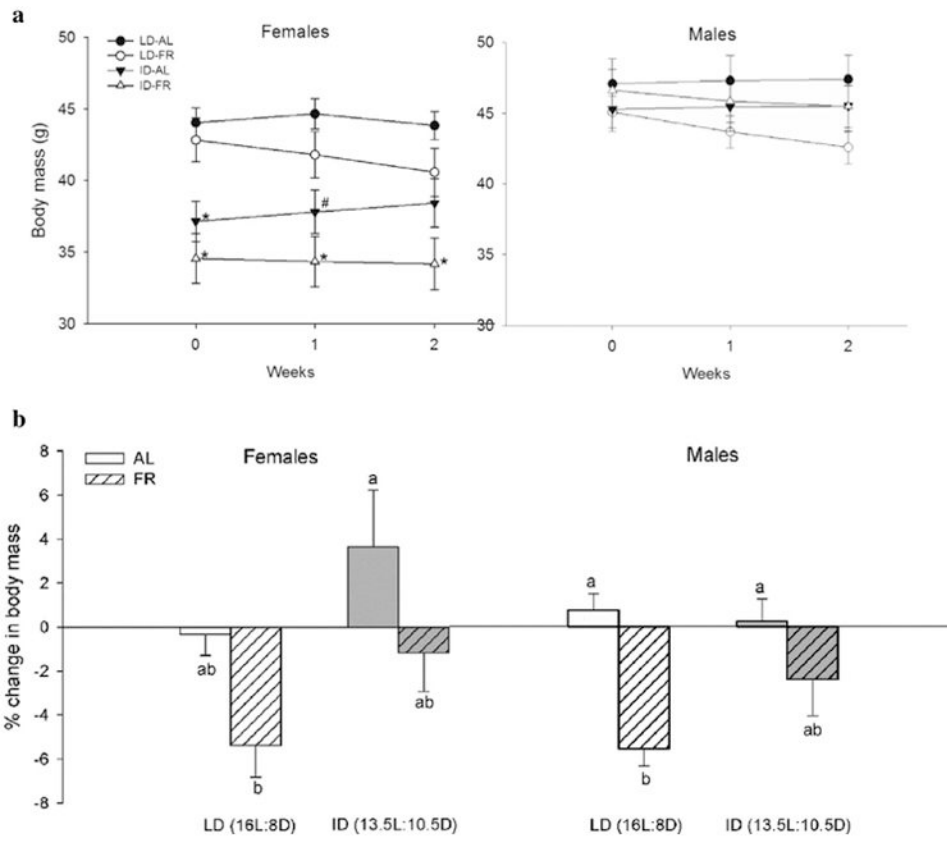 a
Females
Males
LD-AL
LD-FR
ID-AL
ID-FR
Body mass (g)
50
45
40
35
30
*
#
*
*
*
0 1 2
Weeks
50
45
40
35
30
0 1 2
Weeks
b
AL
FR
Females
Males
% change in body mass
8
6
4
2
0
-2
-4
-6
-8
ab
b
a
ab
a
b
a
ab
LD (16L:8D) ID (13.5L:10.5D) LD (16L:8D) ID (13.5L:10.5D)